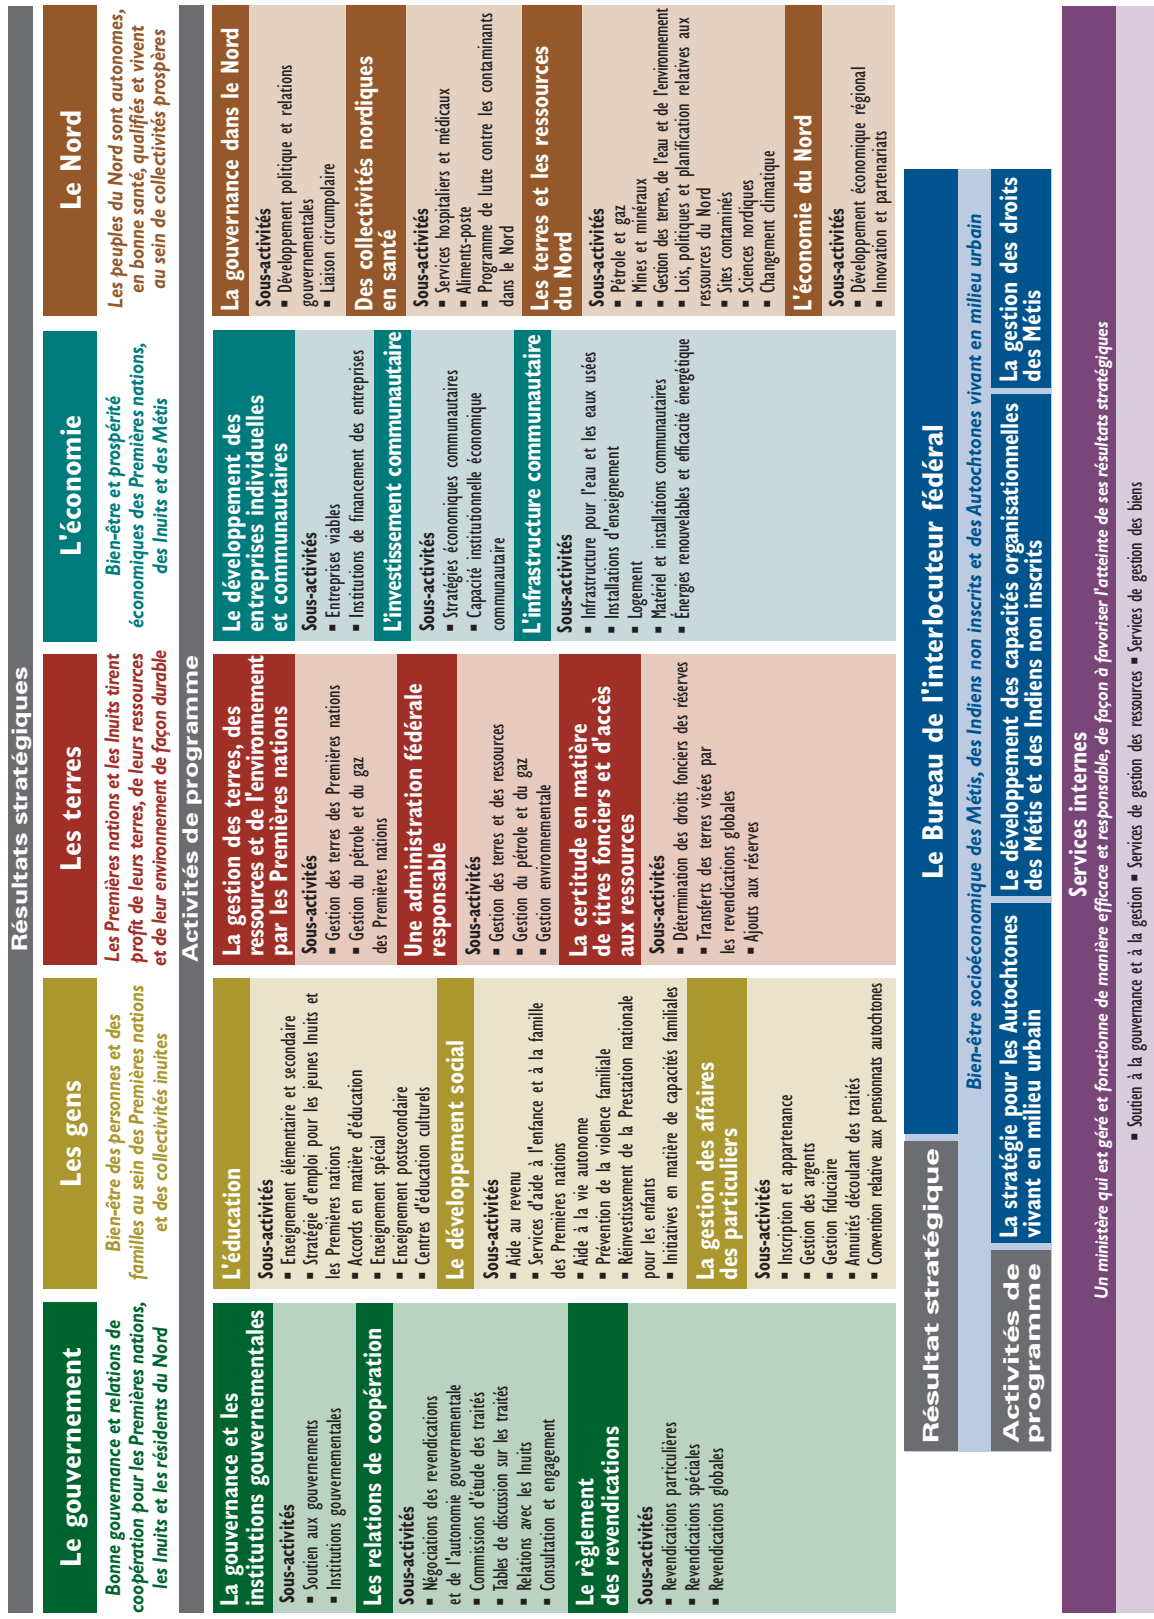 Résultats stratégiques
Le gouvernement
Bonne gouvernance et relations de
coopération pour les Premières nations,
les Inuits et les résidents du Nord
Les gens
Bien-être des personnes et des
familles au sein des Premières nations
et des collectivités inuites
Les terres
Les Premières nations et les Inuits tirent
profit de leurs terres, de leurs ressources
et de leur environnement de façon durable
L'économie
Bien-être et prospérité
économiques des Premières nations,
des Inuits et des Métis
Le Nord
Les peuples du Nord sont autonomes,
en bonne santé, qualifiés et vivent
au sein de collectivités prospères
Activités de programme
La gouvernance et les
institutions gouvernementales
Sous-activités
▪ Soutien aux gouvernements
▪ Institutions gouvernementales
Les relations de coopération
Sous-activités
▪ Négociations des revendications
et de l'autonomie gouvernementale
▪ Commissions d'étude des traités
▪ Tables de discussion sur les traités
▪ Relations avec les Inuits
▪ Consultation et engagement
Le règlement
des revendications
Sous-activités
▪ Revendications particulières
▪ Revendications spéciales
▪ Revendications globales
L'éducation
Sous-activités
▪ Enseignement élémentaire et secondaire
▪ Stratégie d'emploi pour les jeunes Inuits et
les Premières nations
▪ Accords en matière d'éducation
▪ Enseignement spécial
▪ Enseignement postsecondaire
▪ Centres d'éducation culturels
Le développement social
Sous-activités
▪ Aide au revenu
▪ Services d'aide à l'enfance et à la famille
des Premières nations
▪ Aide à la vie autonome
▪ Prévention de la violence familiale
▪ Réinvestissement de la Prestation nationale
pour les enfants
▪ Initiatives en matière de capacités familiales
La gestion des affaires
des particuliers
Sous-activités
▪ Inscription et appartenance
▪ Gestion des argents
▪ Gestion fiduciaire
▪ Annuités découlant des traités
▪ Convention relative aux pensionnats autochtones
La gestion des terres, des
ressources et de l'environnement
par les Premières nations
Sous-activités
▪ Gestion des terres des Premières nations
▪ Gestion du pétrole et du gaz
des Premières nations
Une administration fédérale
responsable
Sous-activités
▪ Gestion des terres et des ressources
▪ Gestion du pétrole et du gaz
▪ Gestion environnementale
La certitude en matière
de titres fonciers et d'accès
aux ressources
Sous-activités
▪ Détermination des droits fonciers des réserves
▪ Transferts des terres visées par
les revendications globales
▪ Ajouts aux réserves
Le développement des
entreprises individuelles
et communautaires
Sous-activités
▪ Entreprises viables
▪ Institutions de financement des entreprises
L'investissement communautaire
Sous-activités
▪ Stratégies économiques communautaires
▪ Capacité institutionnelle économique
communautaire
L'infrastructure communautaire
Sous-activités
▪ Infrastructure pour l'eau et les eaux usées
▪ Installations d'enseignement
▪ Logement
▪ Matériel et installations communautaires
▪ Énergies renouvelables et efficacité énergétique
La gouvernance dans le Nord
Sous-activités
▪ Développement politique et relations
gouvernementales
▪ Liaison circumpolaire
Des collectivités nordiques
en santé
Sous-activités
▪ Services hospitaliers et médicaux
▪ Aliments-poste
▪ Programme de lutte contre les contaminants
dans le Nord
Les terres et les ressources
du Nord
Sous-activités
▪ Pétrole et gaz
▪ Mines et minéraux
▪ Gestion des terres, de l'eau et de l'environnement
▪ Lois, politiques et planification relatives aux
ressources du Nord
▪ Sites contaminés
▪ Sciences nordiques
▪ Changement climatique
L'économie du Nord
Sous-activités
▪ Développement économique régional
▪ Innovation et partenariats
Résultat stratégique
Le Bureau de l'interlocuteur fédéral
Bien-être socioéconomique des Métis, des Indiens non inscrits et des Autochtones vivant en milieu urbain
Activités de
programme
La stratégie pour les Autochtones
vivant en milieu urbain
Le développement des capacités organisationnelles
des Métis et des Indiens non inscrits
La gestion des droits
des Métis
Services internes
Un ministère qui est géré et fonctionne de manière efficace et responsable, de façon à favoriser l'atteinte de ses résultats stratégiques
▪ Soutien à la gouvernance et à la gestion ▪ Services de gestion des ressources ▪ Services de gestion des biens